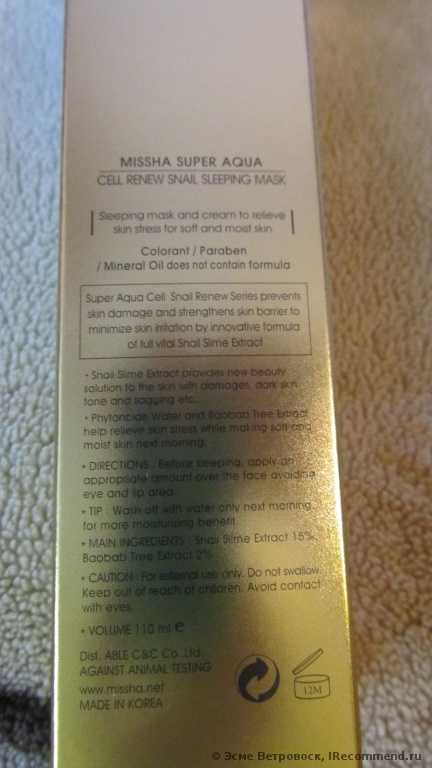 MISSHA SUPER AQUA
CELL RENEW SNAIL SLEEPING MASK
Sleeping mask and cream to relieve
skin stress for soft and moist skin
Colorant / Paraben
/ Mineral Oil does not contain formula
Super Aqua Cell Snail Renew Series prevents
skin damage and strengthens skin barrier to
minimize skin irritation by innovative formula
of full vital Snail Slime Extract
• Snail Slime Extract provides new beauty
solution to the skin with damages, dark skin
tone and sagging etc.
• Phytoncide Water and Baobab Tree Extract
help relieve skin stress while making soft and
moist skin next morning.
• DIRECTIONS : Before sleeping, apply an
appropriate amount over the face avoiding
eye and lip area.
• TIP : Wash off with water only next morning
for more moisturizing benefit.
• MAIN INGREDIENTS : Snail Slime Extract 15%,
Baobab Tree Extract 2%
• CAUTION : For external use only. Do not swallow.
Keep out of reach of children. Avoid contact
with eyes.
• VOLUME 110 ml ℮
Dist. ABLE C&C Co.,Ltd.
AGAINST ANIMAL TESTING
www.missha.net
MADE IN KOREA
12M
© Эсме Ветровоск, IRecommend.ru